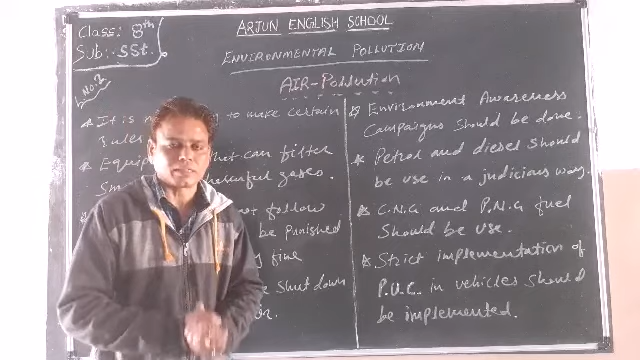 Class: 8th
Sub:- SSt.
ARJUN ENGLISH SCHOOL
ENVIRONMENTAL POLLUTION
No. 2
AIR-Pollution
It is to make certain
rules
Equip that can filter
harmful gases.
not follow
be punished
fine
shut down
Environment Awareness
Campaigns should be done.
Petrol and diesel should
be use in a judicious way.
C.N.G and P.N.G fuel
should be use.
Strict implementation of
P.U.C. in vehicles should
be implemented.